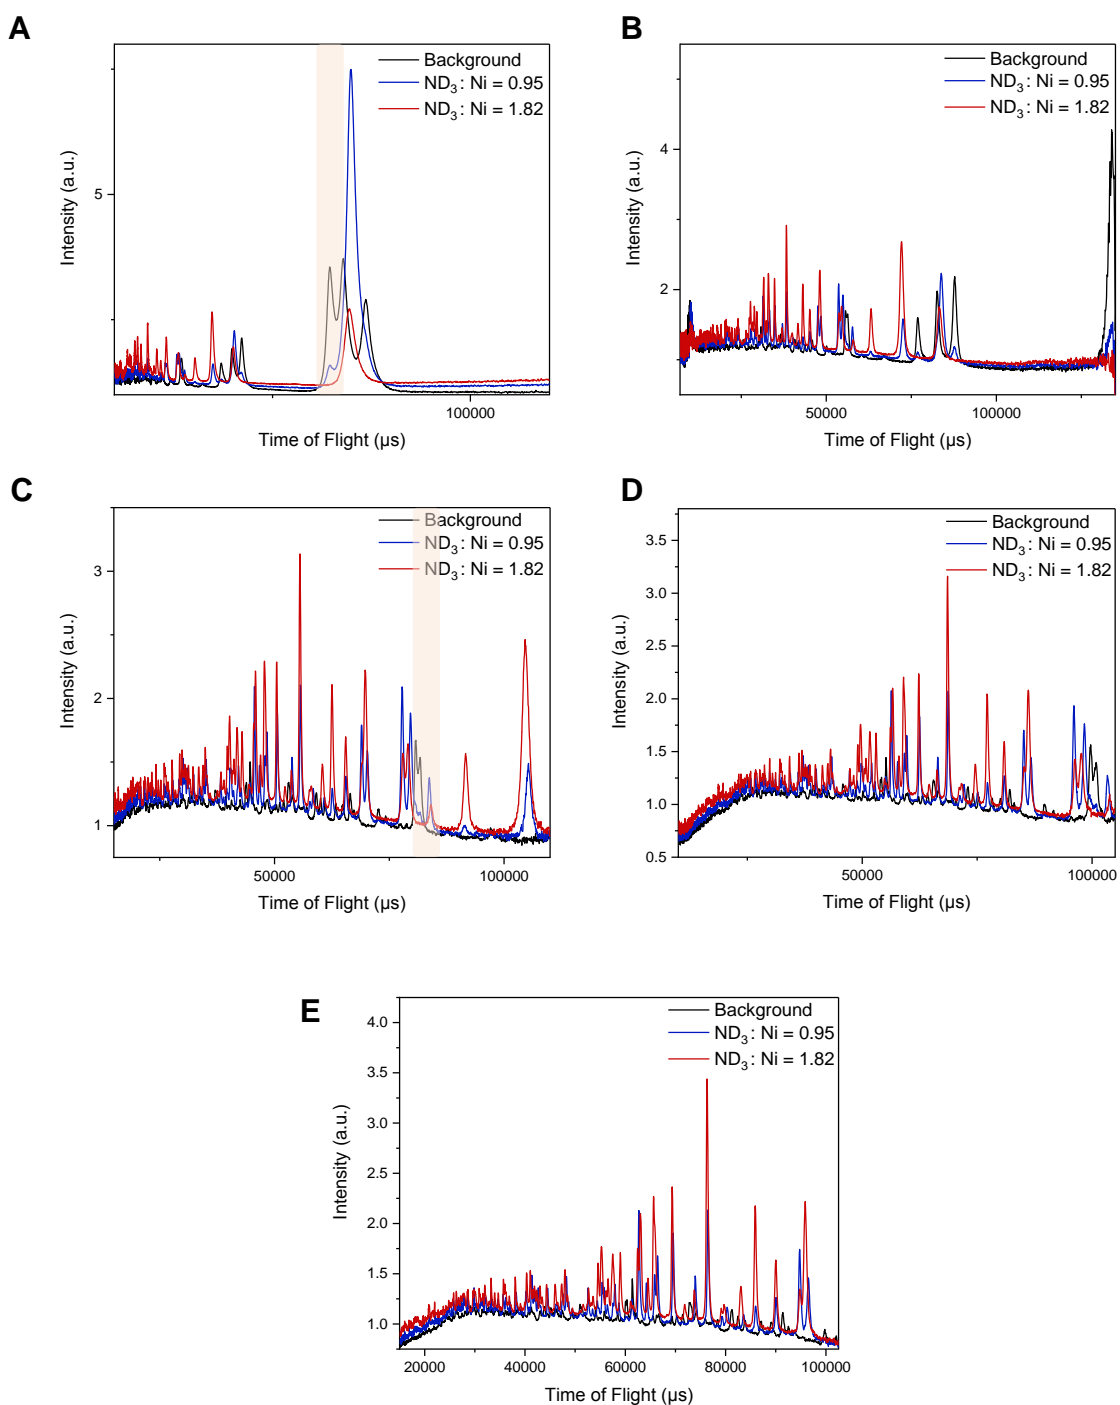 A
Background
ND3: Ni = 0.95
ND3: Ni = 1.82
5
Intensity (a.u.)
100000
Time of Flight (µs)
B
Background
ND3: Ni = 0.95
ND3: Ni = 1.82
4
2
Intensity (a.u.)
50000 100000
Time of Flight (µs)
C
Background
ND3: Ni = 0.95
ND3: Ni = 1.82
3
2
1
Intensity (a.u.)
50000 100000
Time of Flight (µs)
D
Background
ND3: Ni = 0.95
ND3: Ni = 1.82
3.5
3.0
2.5
2.0
1.5
1.0
0.5
Intensity (a.u.)
50000 100000
Time of Flight (µs)
E
Background
ND3: Ni = 0.95
ND3: Ni = 1.82
4.0
3.5
3.0
2.5
2.0
1.5
1.0
Intensity (a.u.)
20000 40000 60000 80000 100000
Time of Flight (µs)